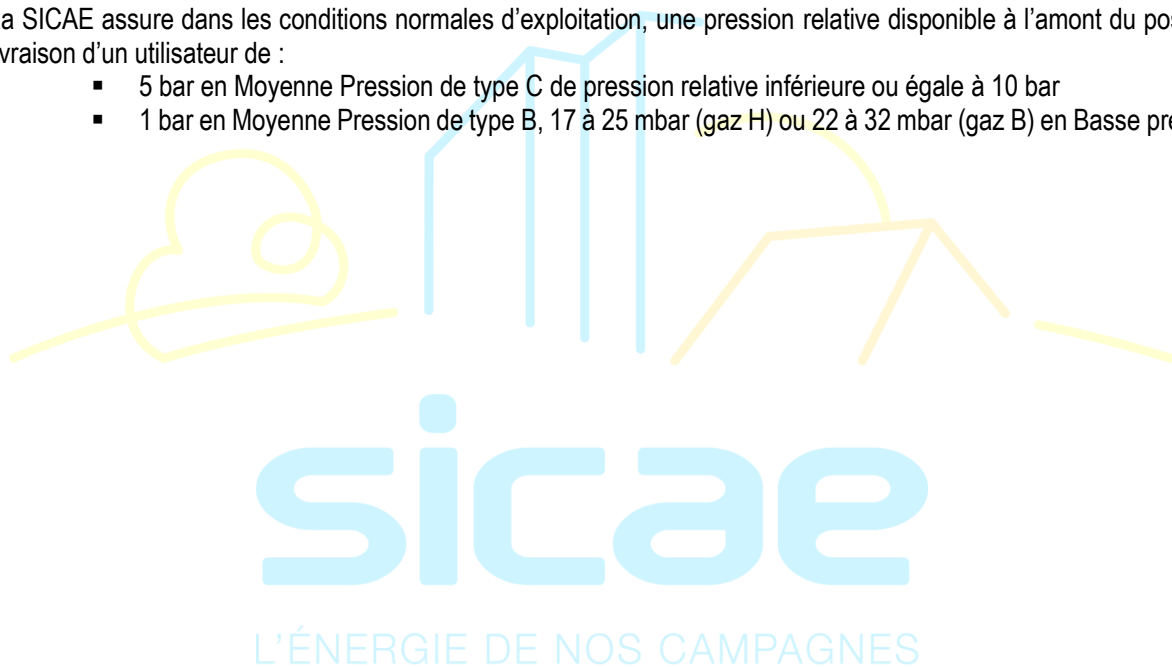 a SICAE assure dans les conditions normales d’exploitation, une pression relative disponible à l’amont du pos
vraison d’un utilisateur de :
▪ 5 bar en Moyenne Pression de type C de pression relative inférieure ou égale à 10 bar
▪ 1 bar en Moyenne Pression de type B, 17 à 25 mbar (gaz H) ou 22 à 32 mbar (gaz B) en Basse pre
sicae
L’ÉNERGIE DE NOS CAMPAGNES